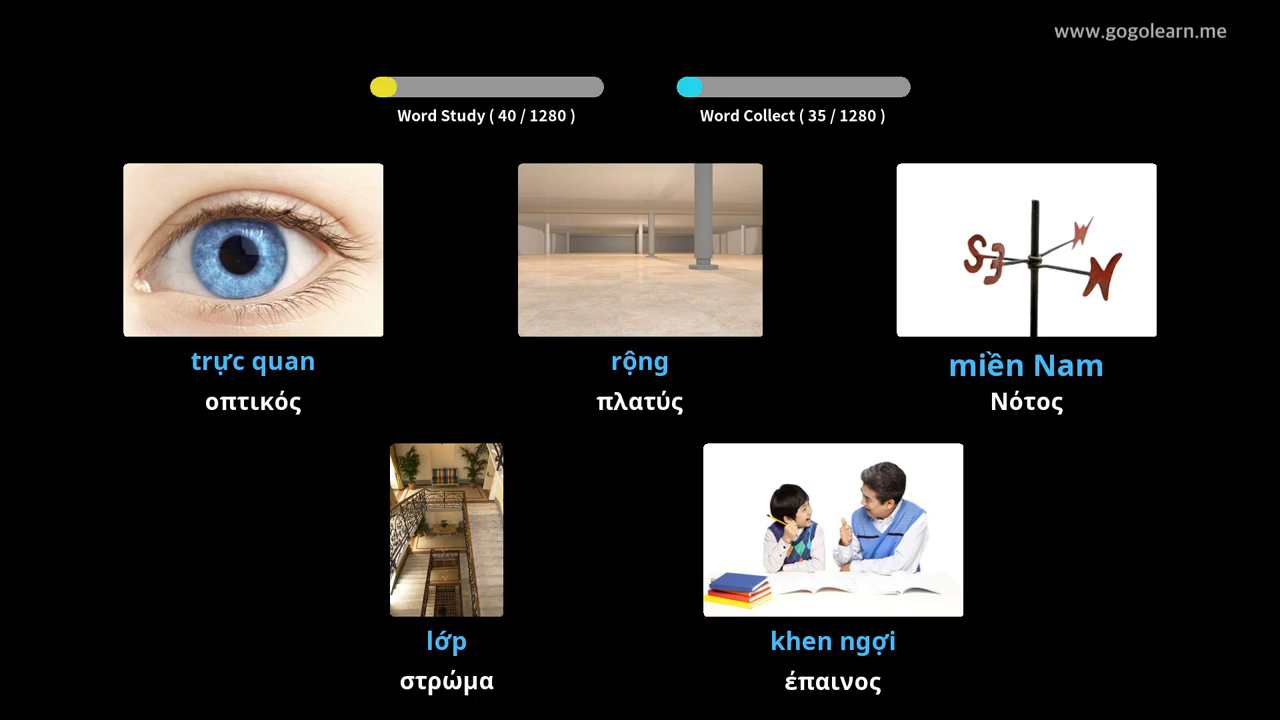 www.gogolearn.me
Word Study ( 40 / 1280 )
Word Collect ( 35 / 1280 )
trực quan
οπτικός
rộng
πλατύς
miền Nam
Νότος
lớp
στρώμα
khen ngợi
έπαινος